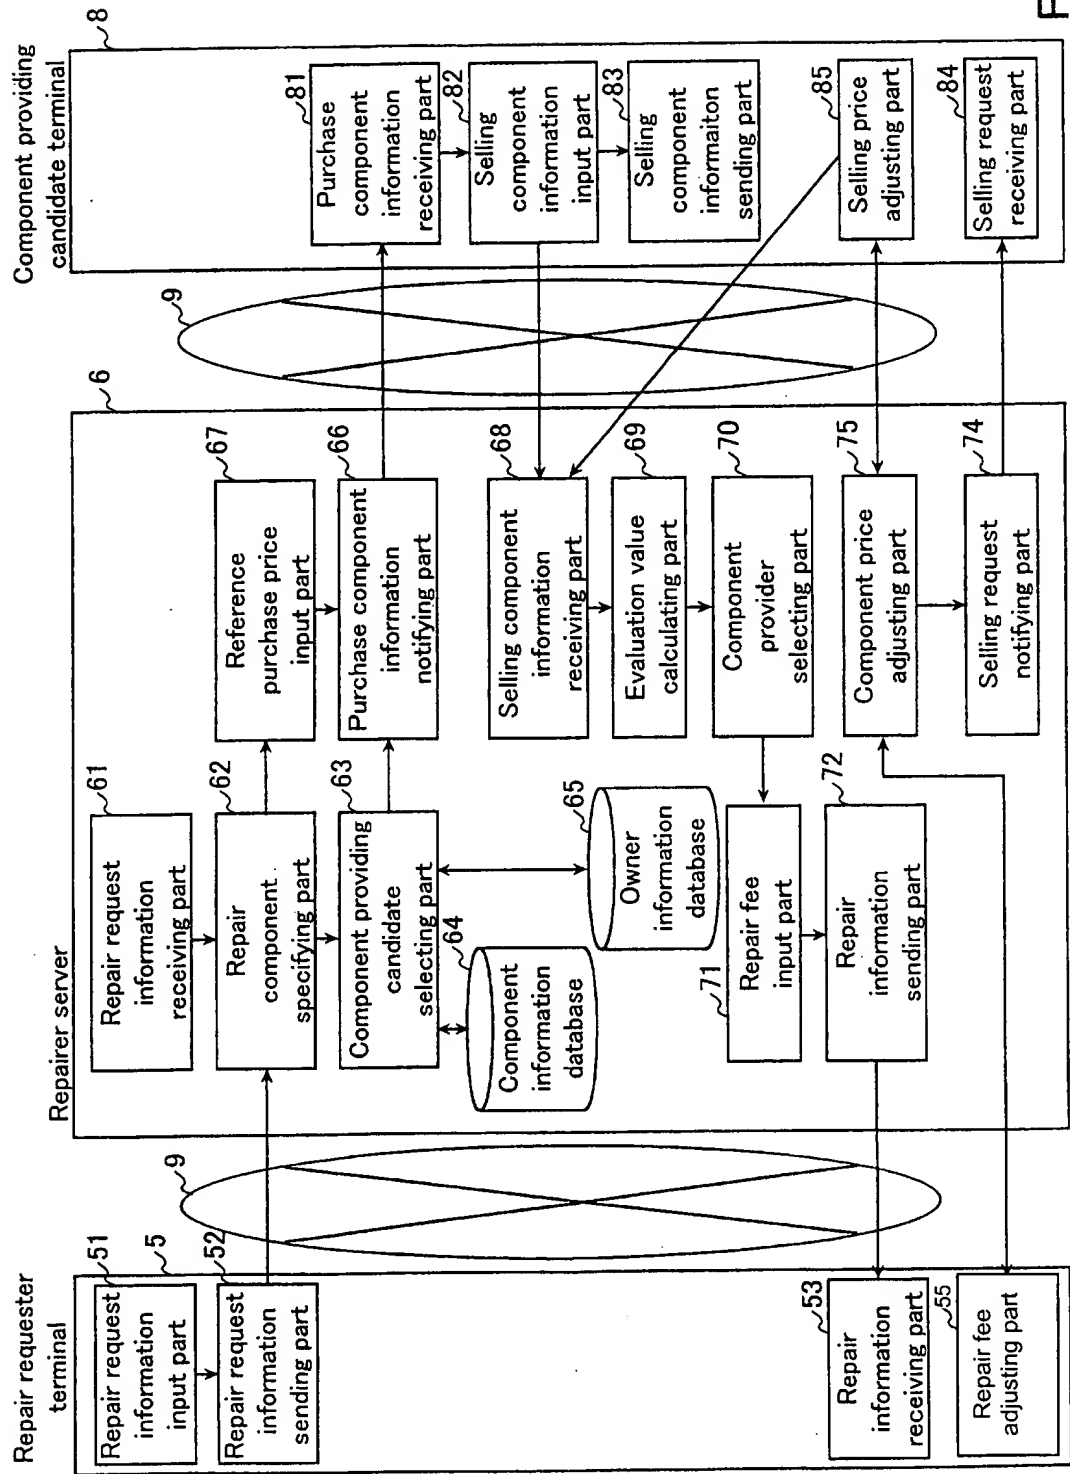 Repair requester
terminal
5
51
Repair request
information
input part
52
Repair request
information
sending part
53
Repair
information
receiving part
55
Repair fee
adjusting part
9
Repairer server
6
61
Repair request
information
receiving part
62
Repair
component
specifying part
63
Component providing
candidate
selecting part
64
Component
information
database
65
Owner
information
database
71
Repair fee
input part
72
Repair
information
sending part
67
Reference
purchase price
input part
66
Purchase component
information
notifying part
68
Selling component
information
receiving part
69
Evaluation value
calculating part
70
Component
provider
selecting part
75
Component price
adjusting part
74
Selling request
notifying part
9
Component providing
candidate terminal
8
81
Purchase
component
information
receiving part
82
Selling
component
information
input part
83
Selling
component
informaiton
sending part
85
Selling price
adjusting part
84
Selling request
receiving part